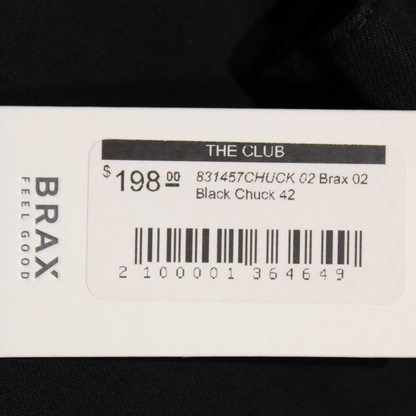 THE CLUB
$198.00 831457CHUCK 02 Brax 02
Black Chuck 42
2 100001 364649
BRAX
FEEL GOOD